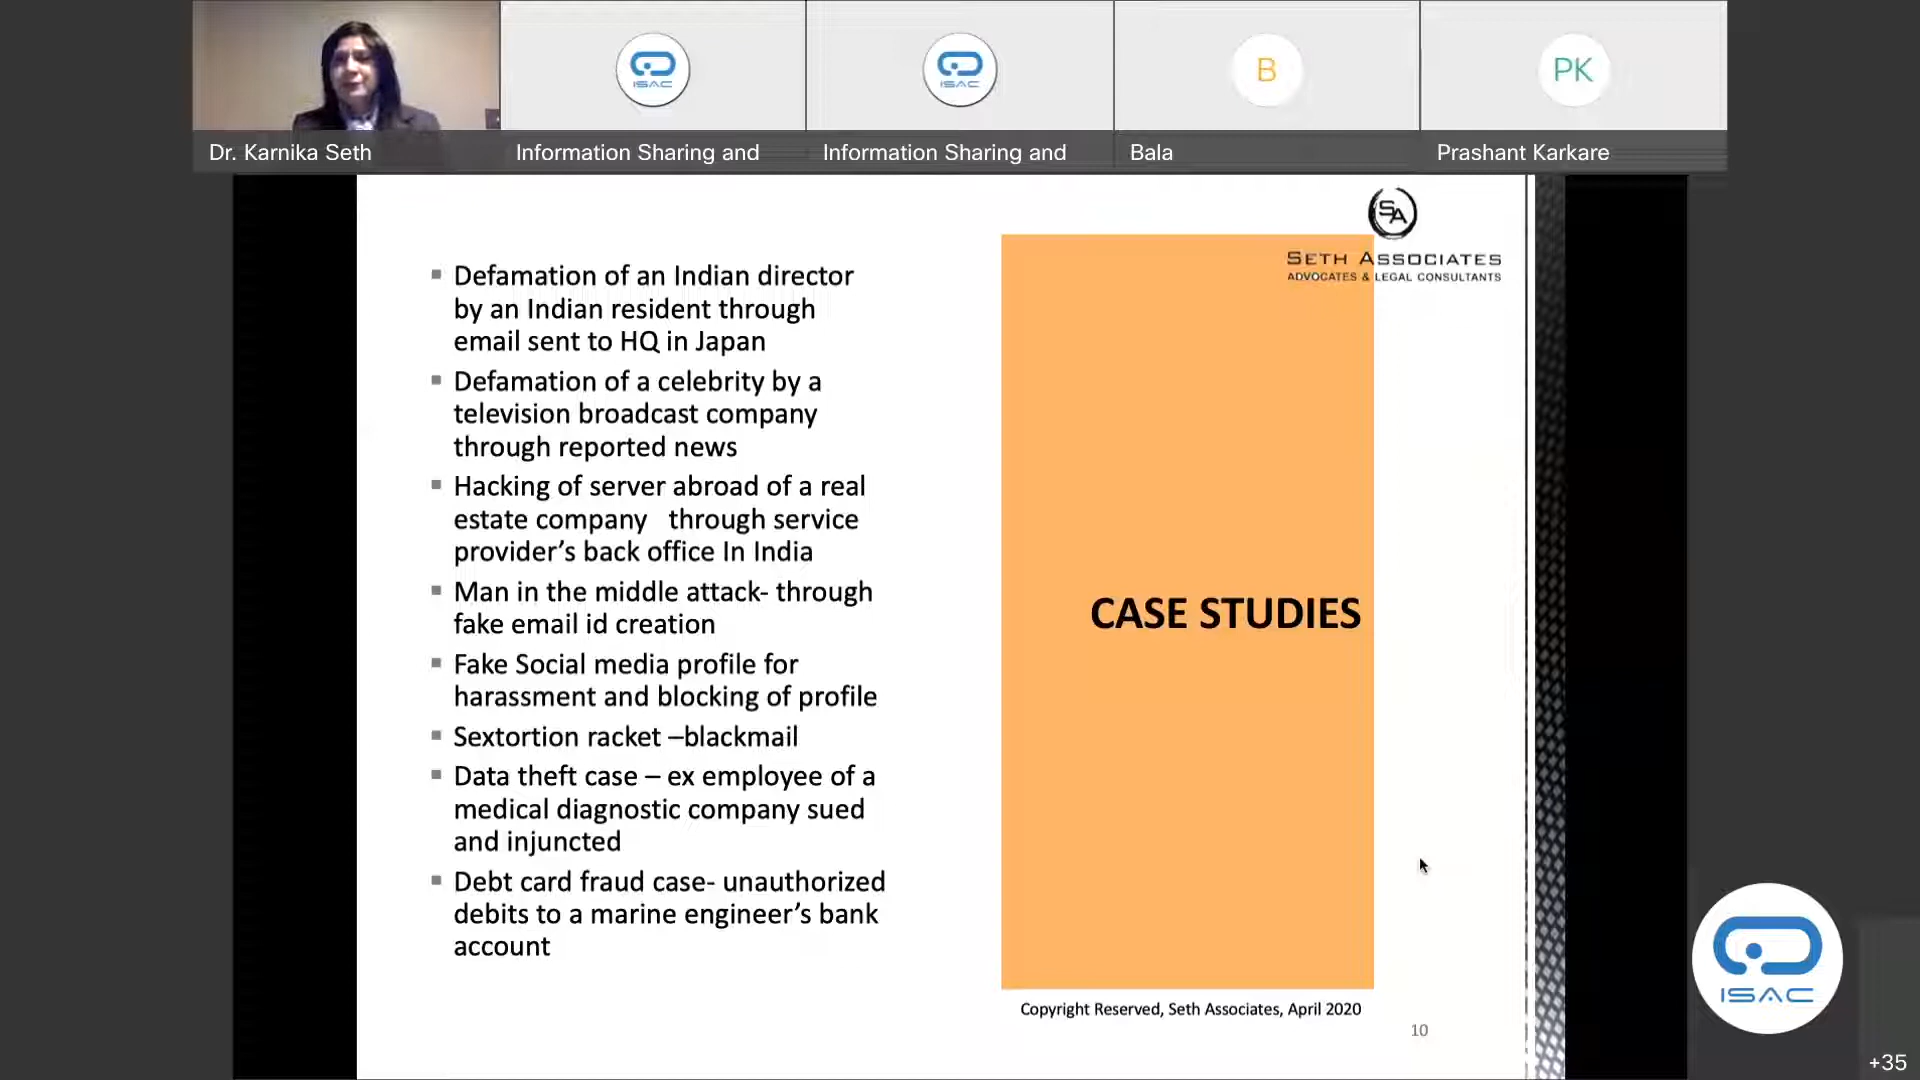 ISAC
ISAC
B
PK
Dr. Karnika Seth
Information Sharing and
Information Sharing and
Bala
Prashant Karkare
SA
SETH ASSOCIATES
ADVOCATES & LEGAL CONSULTANTS
Defamation of an Indian director
by an Indian resident through
email sent to HQ in Japan
Defamation of a celebrity by a
television broadcast company
through reported news
Hacking of server abroad of a real
estate company through service
provider’s back office In India
Man in the middle attack- through
fake email id creation
Fake Social media profile for
harassment and blocking of profile
Sextortion racket –blackmail
Data theft case – ex employee of a
medical diagnostic company sued
and injuncted
Debt card fraud case- unauthorized
debits to a marine engineer’s bank
account
CASE STUDIES
Copyright Reserved, Seth Associates, April 2020
10
ISAC
+35